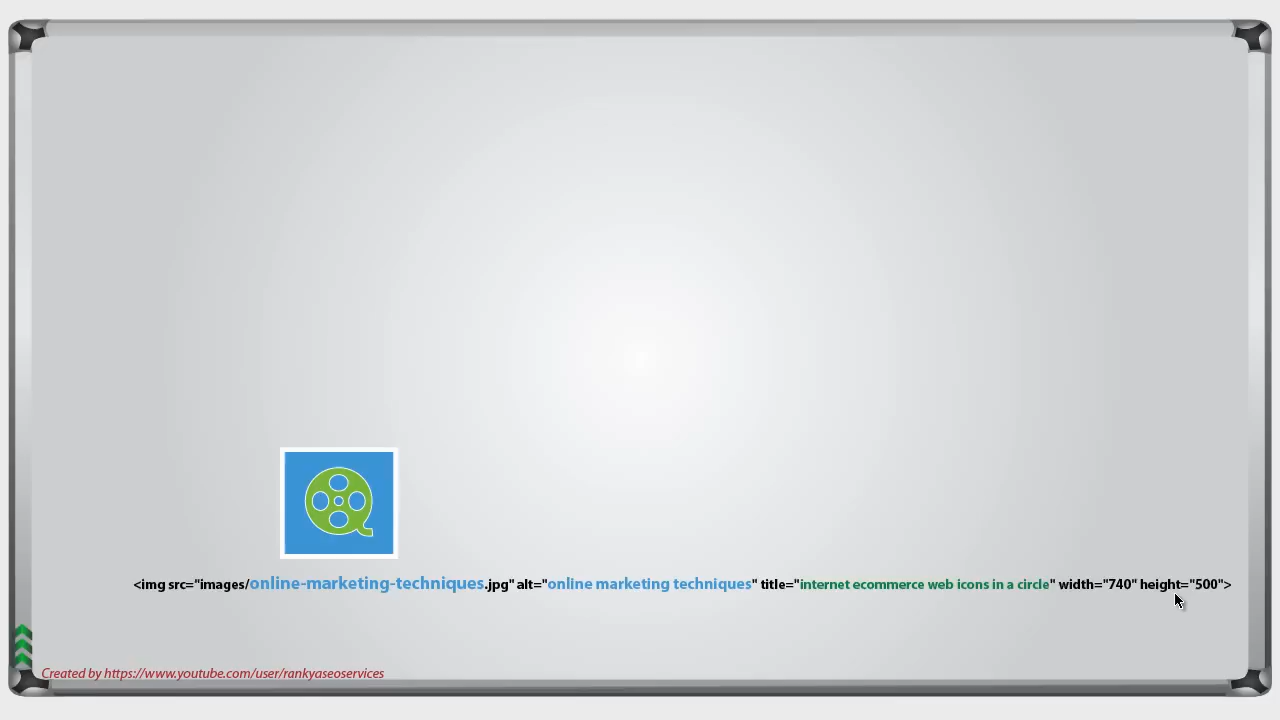 <img src="images/online-marketing-techniques.jpg" alt="online marketing techniques" title="internet ecommerce web icons in a circle" width="740" height="500">
Created by https://www.youtube.com/user/rankyaseoservices